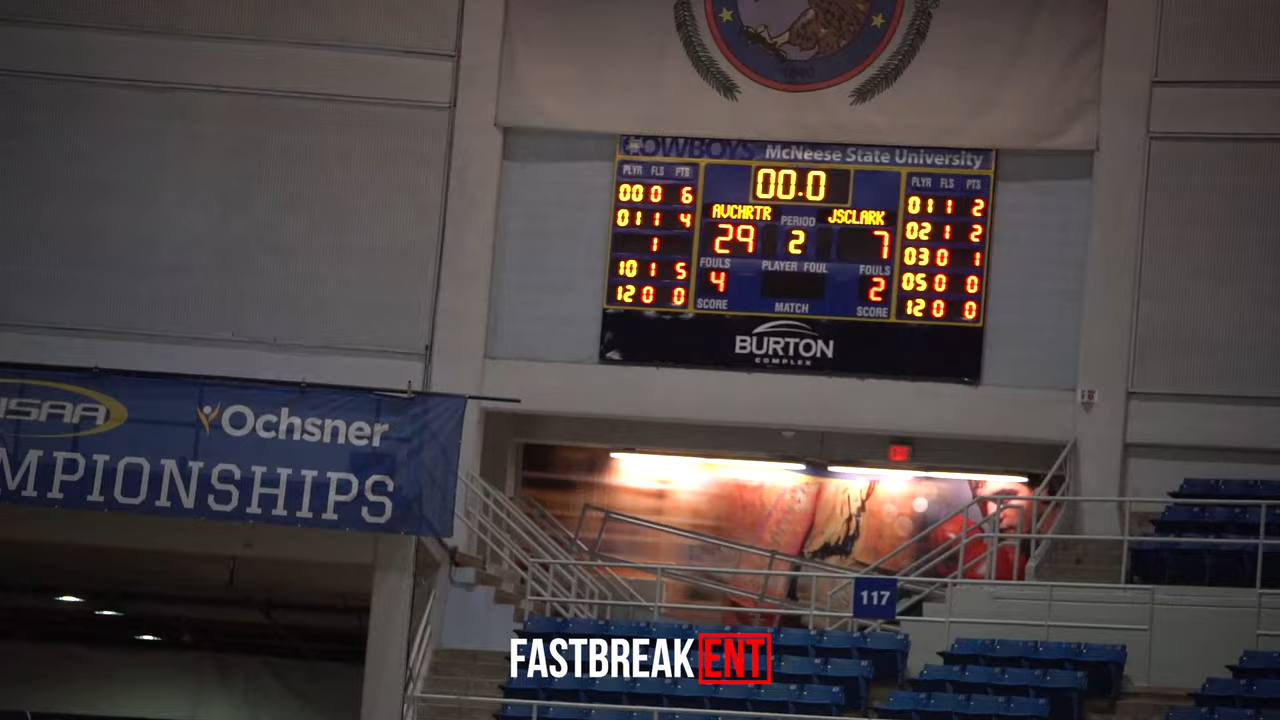 1890
COWBOYS McNeese State University
PLYR FLS PTS
00 0 6
01 1 4
1
10 1 5
12 0 0
00.0
AVCHRTR PERIOD JSCLARK
29 2 7
FOULS PLAYER FOUL FOULS
4 2
SCORE MATCH SCORE
PLYR FLS PTS
01 1 2
02 1 2
03 0 1
05 0 0
12 0 0
BURTON
COMPLEX
HSAA Ochsner
MPIONSHIPS
117
FASTBREAK ENT